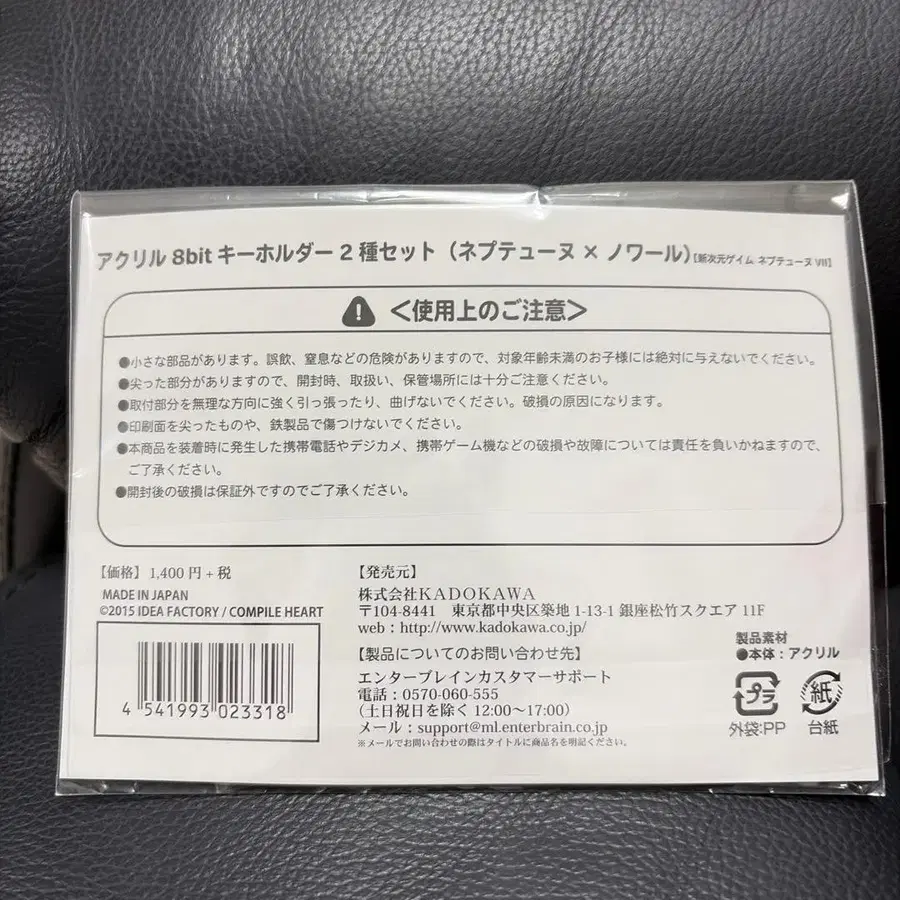 アクリル 8bit キーホルダー 2 種セット（ネプテューヌ × ノワール）【新次元ゲイム ネプテューヌ VII】
! ＜使用上のご注意＞
●小さな部品があります。誤飲、窒息などの危険がありますので、対象年齢未満のお子様には絶対に与えないでください。
●尖った部分がありますので、開封時、取扱い、保管場所には十分ご注意ください。
●取付部分を無理な方向に強く引っ張ったり、曲げないでください。破損の原因になります。
●印刷面を尖ったものや、鉄製品で傷つけないでください。
●本商品を装着時に発生した携帯電話やデジカメ、携帯ゲーム機などの破損や故障については責任を負いかねますので、
ご了承ください。
●開封後の破損は保証外ですのでご了承ください。
【価格】1,400 円 + 税
MADE IN JAPAN
©2015 IDEA FACTORY / COMPILE HEART
4 541993 023318
【発売元】
株式会社KADOKAWA
〒104-8441 東京都中央区築地 1-13-1 銀座松竹スクエア 11F
web : http://www.kadokawa.co.jp/
【製品についてのお問い合わせ先】
エンターブレインカスタマーサポート
電話 : 0570-060-555
（土日祝日を除く 12:00～17:00）
メール : support@ml.enterbrain.co.jp
※メールでお問い合わせの際はタイトルに商品名を明記ください。
製品素材
●本体 : アクリル
プラ
外袋:PP
紙
台紙